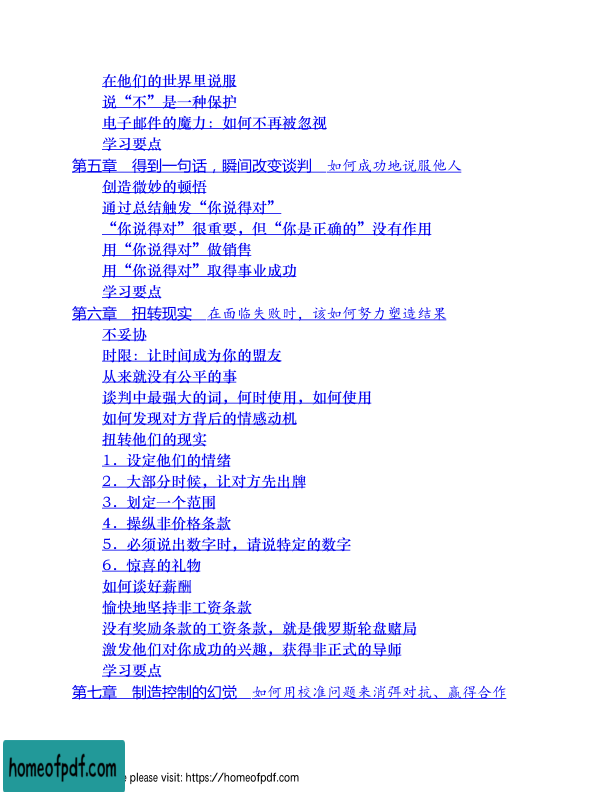 在他们的世界里说服
说“不”是一种保护
电子邮件的魔力：如何不再被忽视
学习要点
第五章 得到一句话，瞬间改变谈判 如何成功地说服他人
创造微妙的顿悟
通过总结触发“你说得对”
“你说得对”很重要，但“你是正确的”没有作用
用“你说得对”做销售
用“你说得对”取得事业成功
学习要点
第六章 扭转现实 在面临失败时，该如何努力塑造结果
不妥协
时限：让时间成为你的盟友
从来就没有公平的事
谈判中最强大的词，何时使用，如何使用
如何发现对方背后的情感动机
扭转他们的现实
1．设定他们的情绪
2．大部分时候，让对方先出牌
3．划定一个范围
4．操纵非价格条款
5．必须说出数字时，请说特定的数字
6．惊喜的礼物
如何谈好薪酬
愉快地坚持非工资条款
没有奖励条款的工资条款，就是俄罗斯轮盘赌局
激发他们对你成功的兴趣，获得非正式的导师
学习要点
第七章 制造控制的幻觉 如何用校准问题来消弭对抗、赢得合作
homeofpdf.com
e please visit: https://homeofpdf.com